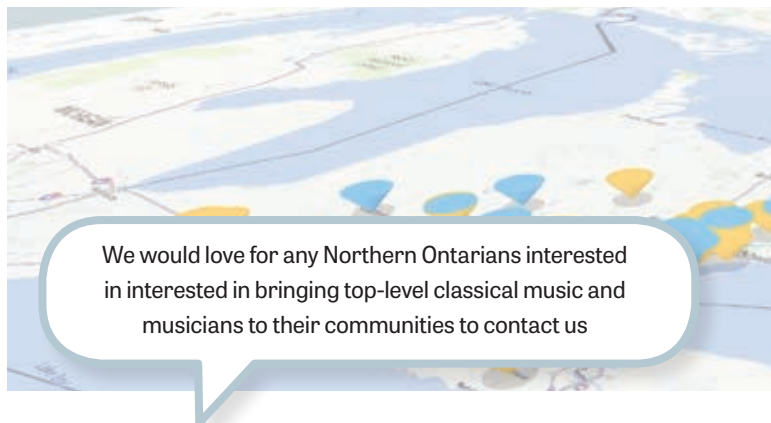 We would love for any Northern Ontarians interested
in interested in bringing top-level classical music and
musicians to their communities to contact us